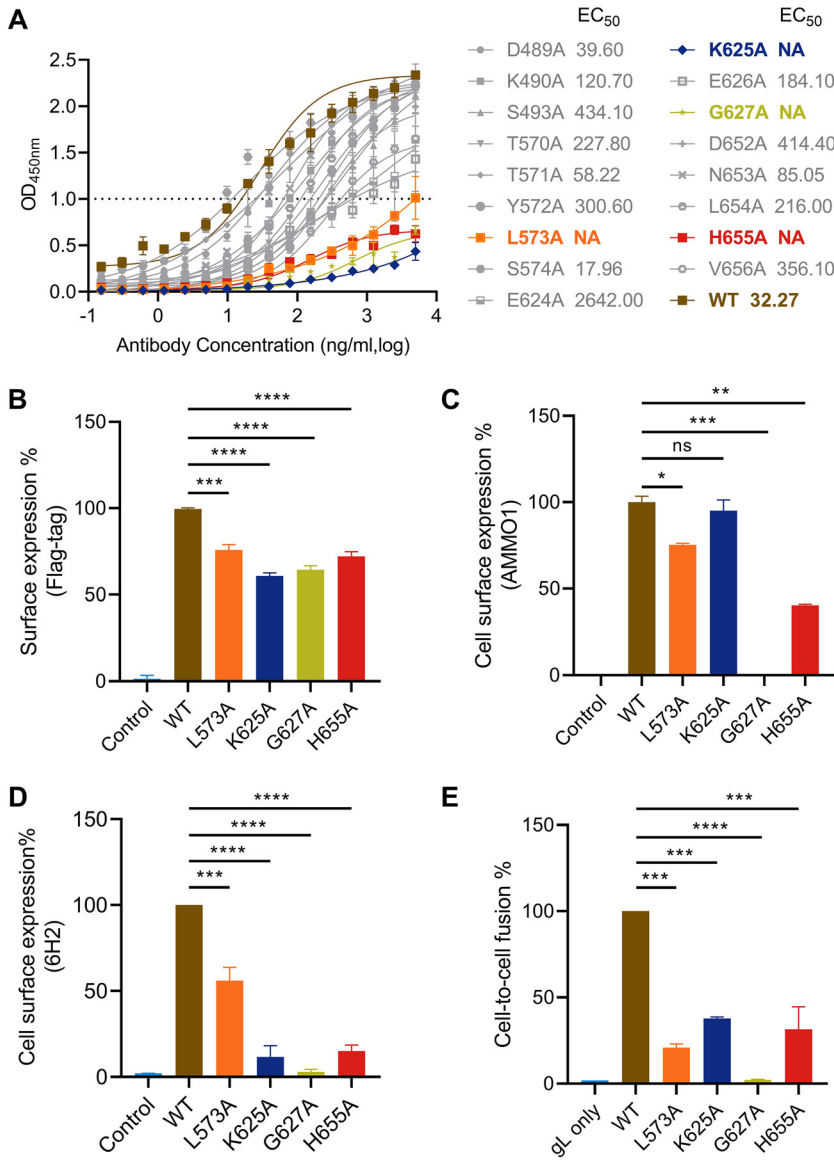 A
EC50
EC50
2.5
2.0
1.5
1.0
0.5
0.0
OD450nm
-1 0 1 2 3 4
Antibody Concentration (ng/ml,log)
D489A 39.60
K490A 120.70
S493A 434.10
T570A 227.80
T571A 58.22
Y572A 300.60
L573A NA
S574A 17.96
E624A 2642.00
K625A NA
E626A 184.10
G627A NA
D652A 414.40
N653A 85.05
L654A 216.00
H655A NA
V656A 356.10
WT 32.27
B
Surface expression %
(Flag-tag)
150
100
50
0
****
****
****
***
Control WT L573A K625A G627A H655A
C
Cell surface expression %
(AMMO1)
150
100
50
0
**
***
ns
*
Control WT L573A K625A G627A H655A
D
Cell surface expression%
(6H2)
150
100
50
0
****
****
****
***
Control WT L573A K625A G627A H655A
E
Cell-to-cell fusion %
150
100
50
0
***
****
***
***
gL only WT L573A K625A G627A H655A